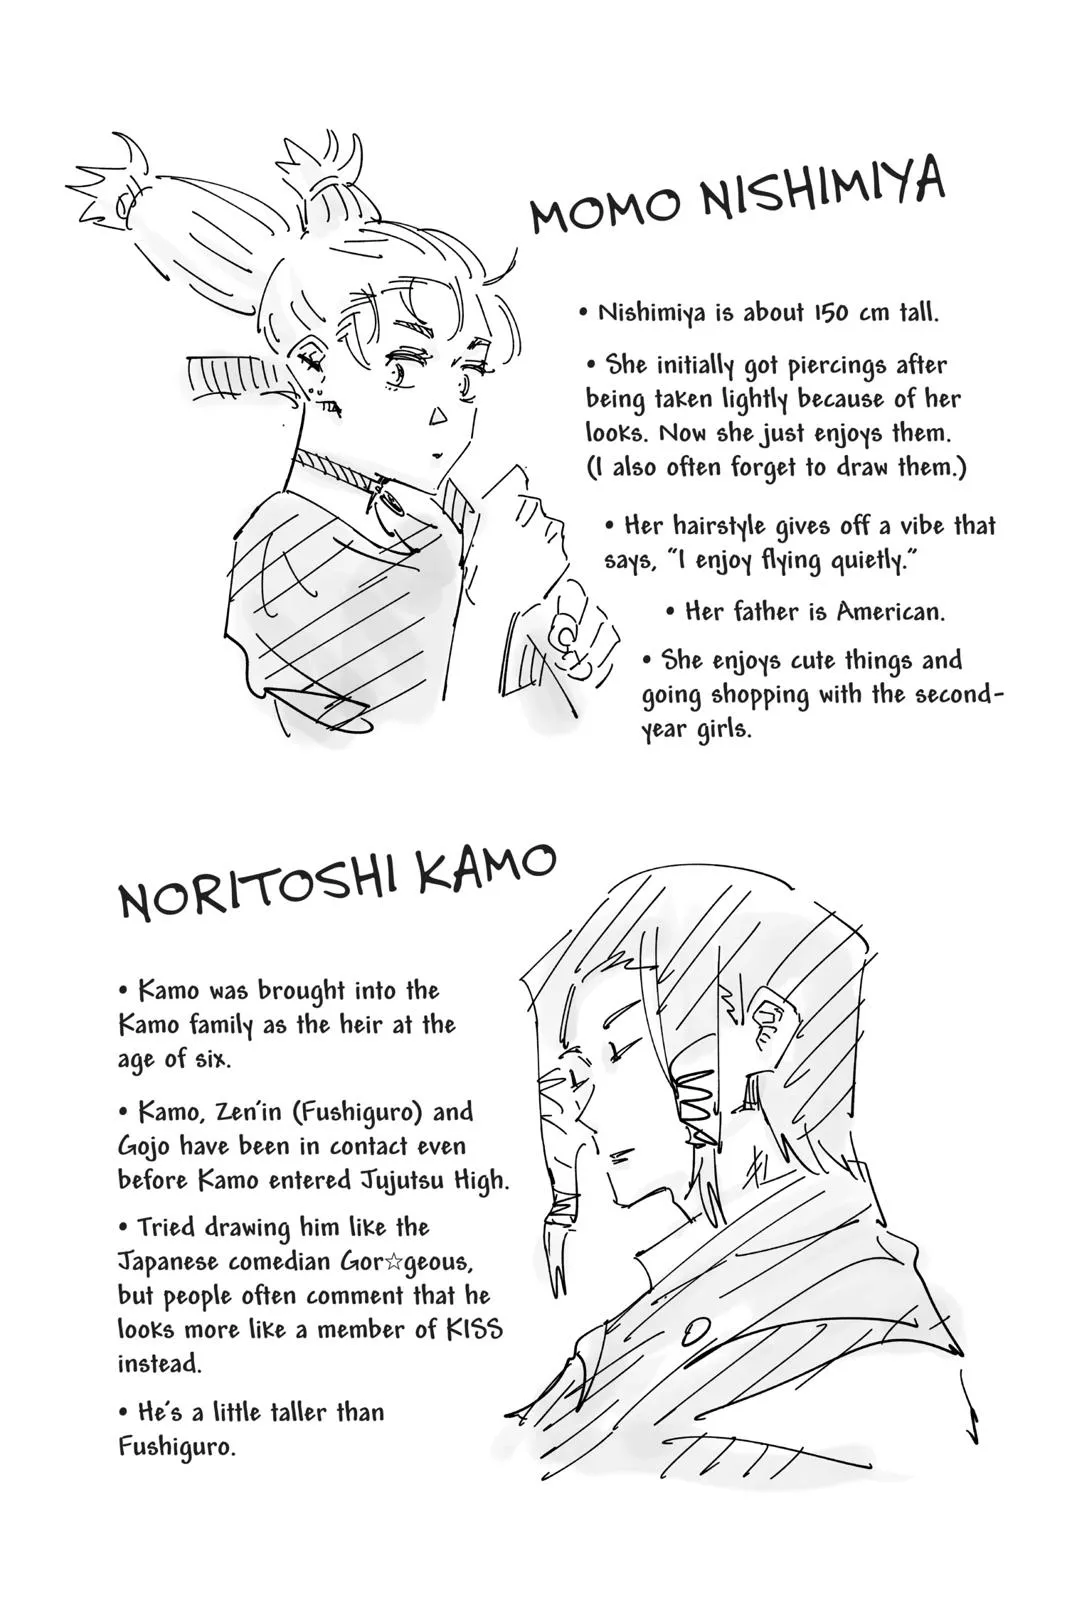 MOMO NISHIMIYA
• Nishimiya is about 150 cm tall.
• She initially got piercings after
being taken lightly because of her
looks. Now she just enjoys them.
(I also often forget to draw them.)
• Her hairstyle gives off a vibe that
says, “I enjoy flying quietly.”
• Her father is American.
• She enjoys cute things and
going shopping with the second-
year girls.
NORITOSHI KAMO
• Kamo was brought into the
Kamo family as the heir at the
age of six.
• Kamo, Zen’in (Fushiguro) and
Gojo have been in contact even
before Kamo entered Jujutsu High.
• Tried drawing him like the
Japanese comedian Gor☆geous,
but people often comment that he
looks more like a member of KISS
instead.
• He’s a little taller than
Fushiguro.